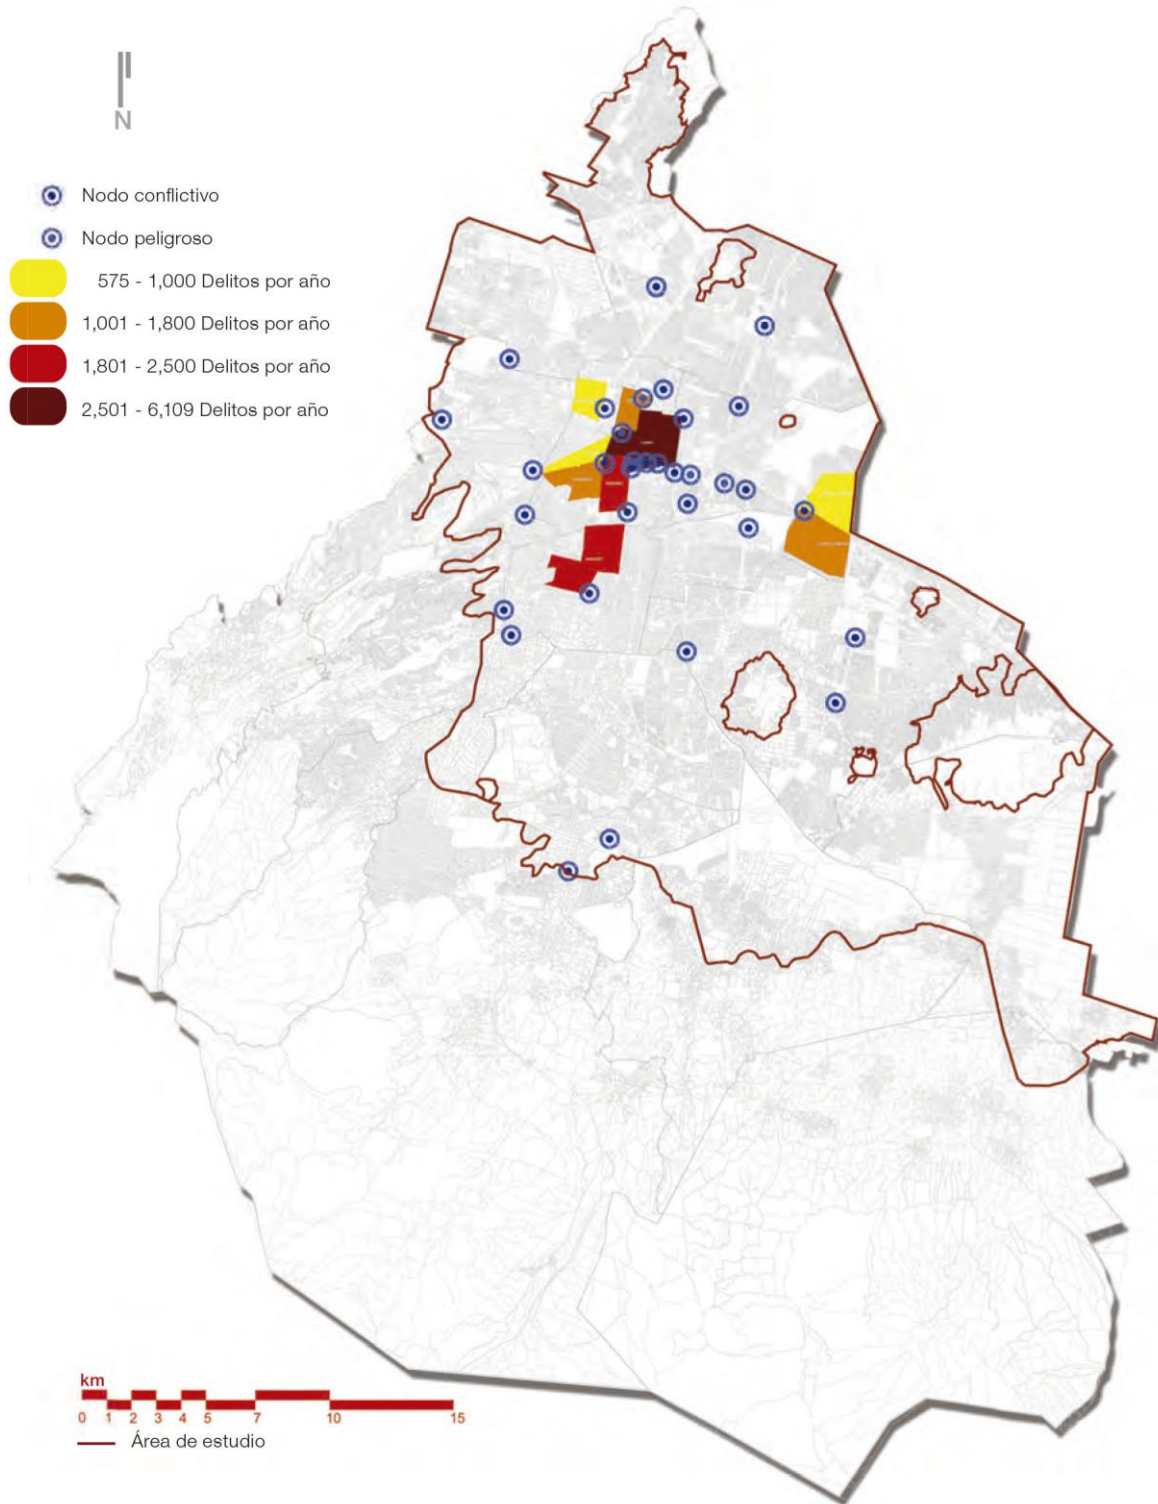 N
Nodo conflictivo
Nodo peligroso
575 - 1,000 Delitos por año
1,001 - 1,800 Delitos por año
1,801 - 2,500 Delitos por año
2,501 - 6,109 Delitos por año
km
0 1 2 3 4 5 7 10 15
Área de estudio